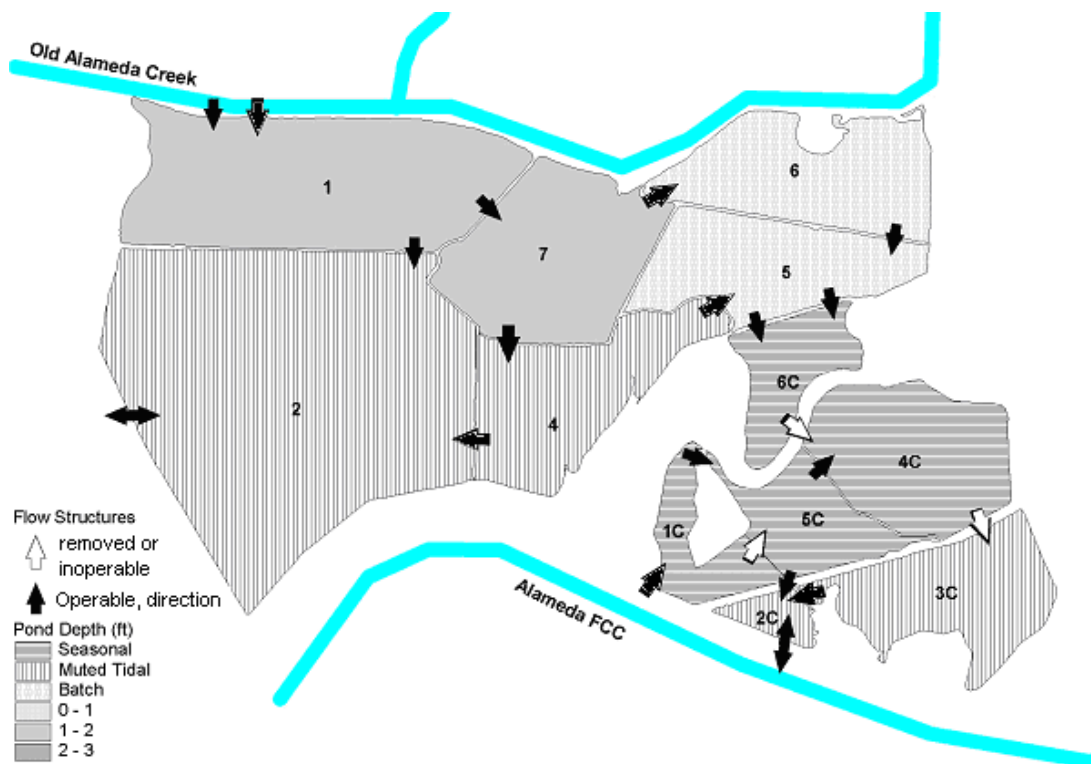 Old Alameda Creek
1
6
7
5
2
4
6C
4C
5C
1C
3C
2C
Alameda FCC
Flow Structures
removed or
inoperable
Operable, direction
Pond Depth (ft)
Seasonal
Muted Tidal
Batch
0 - 1
1 - 2
2 - 3